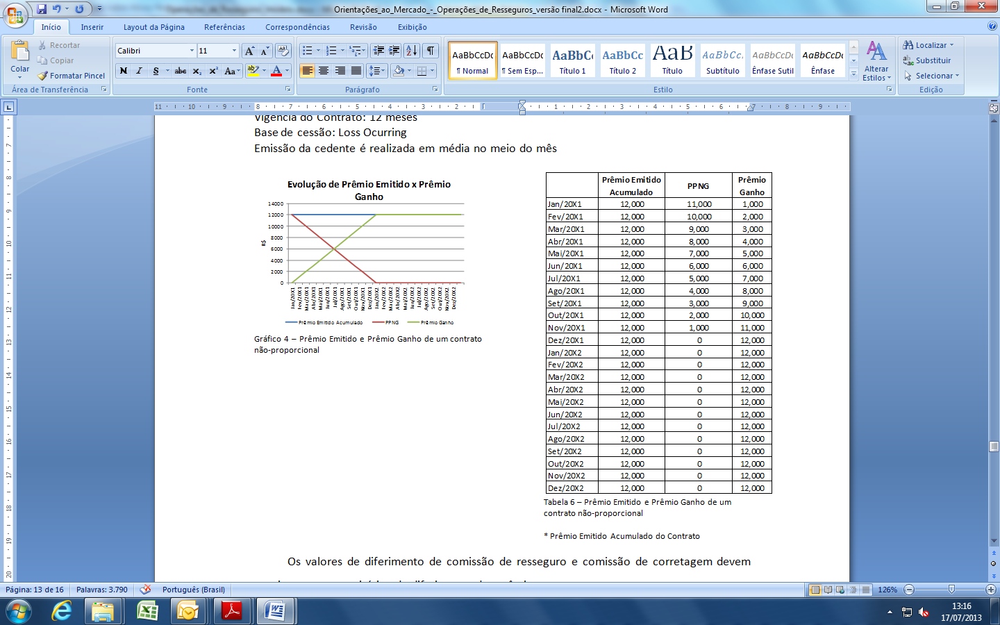 Orientações_ao_Mercado_-_Operações_de_Resseguros_versão final2.docx - Microsoft Word
Início Inserir Layout da Página Referências Correspondências Revisão Exibição
Colar
Recortar
Copiar
Formatar Pincel
Área de Transferência
Calibri 11
N I S abc x₂ x² Aa
Fonte
Parágrafo
AaBbCcDc AaBbCcDc AaBbCc AaBbCc AaB AaBbCc. AaBbCcDc AaBbCcDc
¶ Normal ¶ Sem Esp... Título 1 Título 2 Título Subtítulo Ênfase Sutil Ênfase
Alterar
Estilos
Estilo
Localizar
Substituir
Selecionar
Edição
11 10 9 8 7 6 5 4 3 2 1 1 2 3 4 5 6 7 8 9
Vigência do Contrato: 12 meses
Base de cessão: Loss Ocurring
Emissão da cedente é realizada em média no meio do mês
Evolução de Prêmio Emitido x Prêmio
Ganho
R$
14000
12000
10000
8000
6000
4000
2000
0
Jan/20X1 Fev/20X1 Mar/20X1 Abr/20X1 Mai/20X1 Jun/20X1 Jul/20X1 Ago/20X1 Set/20X1 Out/20X1 Nov/20X1 Dez/20X1 Jan/20X2 Fev/20X2 Mar/20X2 Abr/20X2 Mai/20X2 Jun/20X2 Jul/20X2 Ago/20X2 Set/20X2 Out/20X2 Nov/20X2 Dez/20X2
Prêmio Emitido Acumulado PPNG Prêmio Ganho
Gráfico 4 – Prêmio Emitido e Prêmio Ganho de um contrato
não-proporcional
Prêmio Emitido Acumulado PPNG Prêmio Ganho
Jan/20X1 12,000 11,000 1,000
Fev/20X1 12,000 10,000 2,000
Mar/20X1 12,000 9,000 3,000
Abr/20X1 12,000 8,000 4,000
Mai/20X1 12,000 7,000 5,000
Jun/20X1 12,000 6,000 6,000
Jul/20X1 12,000 5,000 7,000
Ago/20X1 12,000 4,000 8,000
Set/20X1 12,000 3,000 9,000
Out/20X1 12,000 2,000 10,000
Nov/20X1 12,000 1,000 11,000
Dez/20X1 12,000 0 12,000
Jan/20X2 12,000 0 12,000
Fev/20X2 12,000 0 12,000
Mar/20X2 12,000 0 12,000
Abr/20X2 12,000 0 12,000
Mai/20X2 12,000 0 12,000
Jun/20X2 12,000 0 12,000
Jul/20X2 12,000 0 12,000
Ago/20X2 12,000 0 12,000
Set/20X2 12,000 0 12,000
Out/20X2 12,000 0 12,000
Nov/20X2 12,000 0 12,000
Dez/20X2 12,000 0 12,000
Tabela 6 – Prêmio Emitido e Prêmio Ganho de um
contrato não-proporcional
* Prêmio Emitido Acumulado do Contrato
Os valores de diferimento de comissão de resseguro e comissão de corretagem devem
Página: 13 de 16 Palavras: 3.790 Português (Brasil) 126%
13:16
17/07/2013